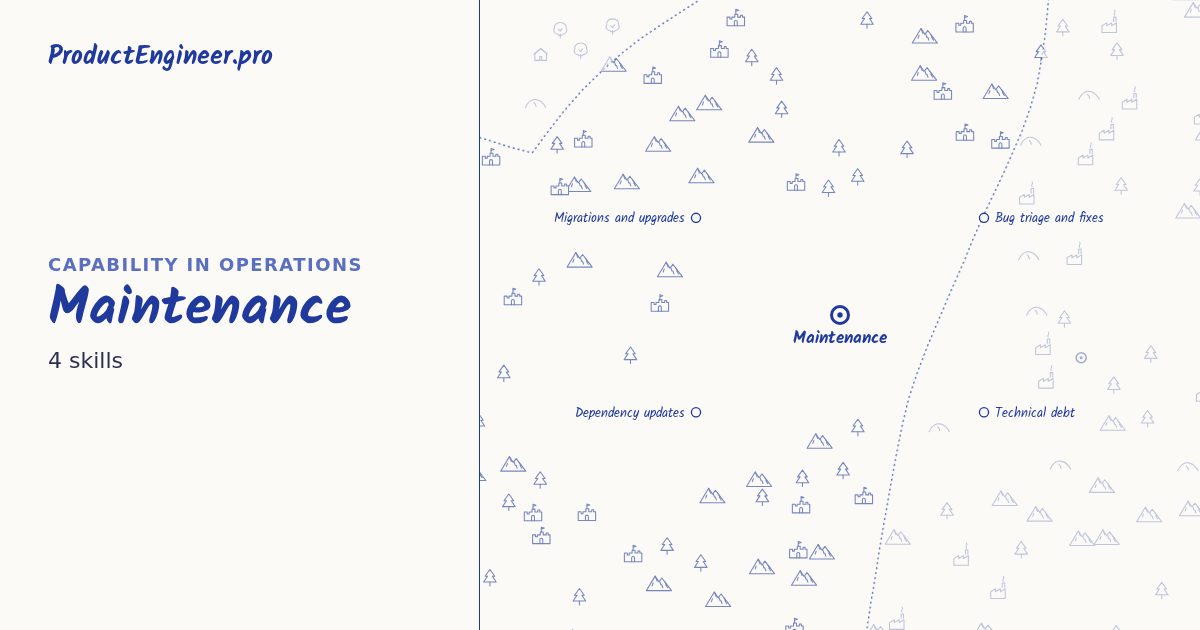 ProductEngineer.pro
CAPABILITY IN OPERATIONS
Maintenance
4 skills
Migrations and upgrades
Bug triage and fixes
Maintenance
Dependency updates
Technical debt